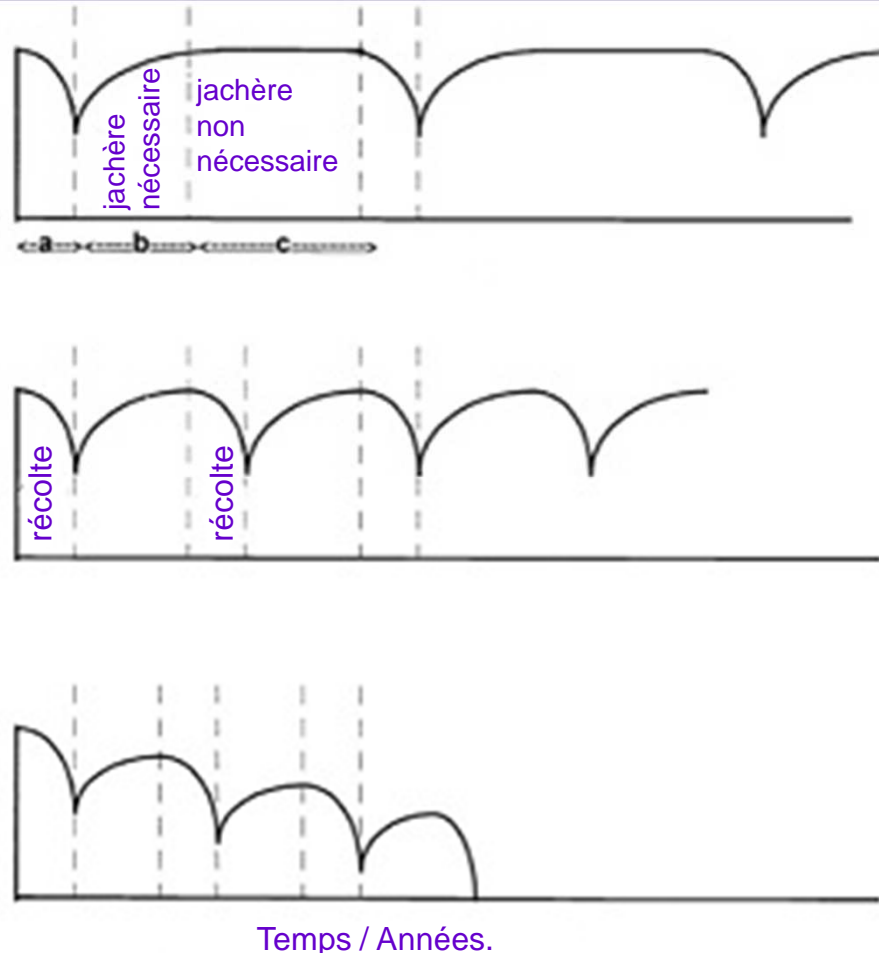 jachère
nécessaire
jachère
non
nécessaire
a
b
c
récolte
récolte
Temps / Années.